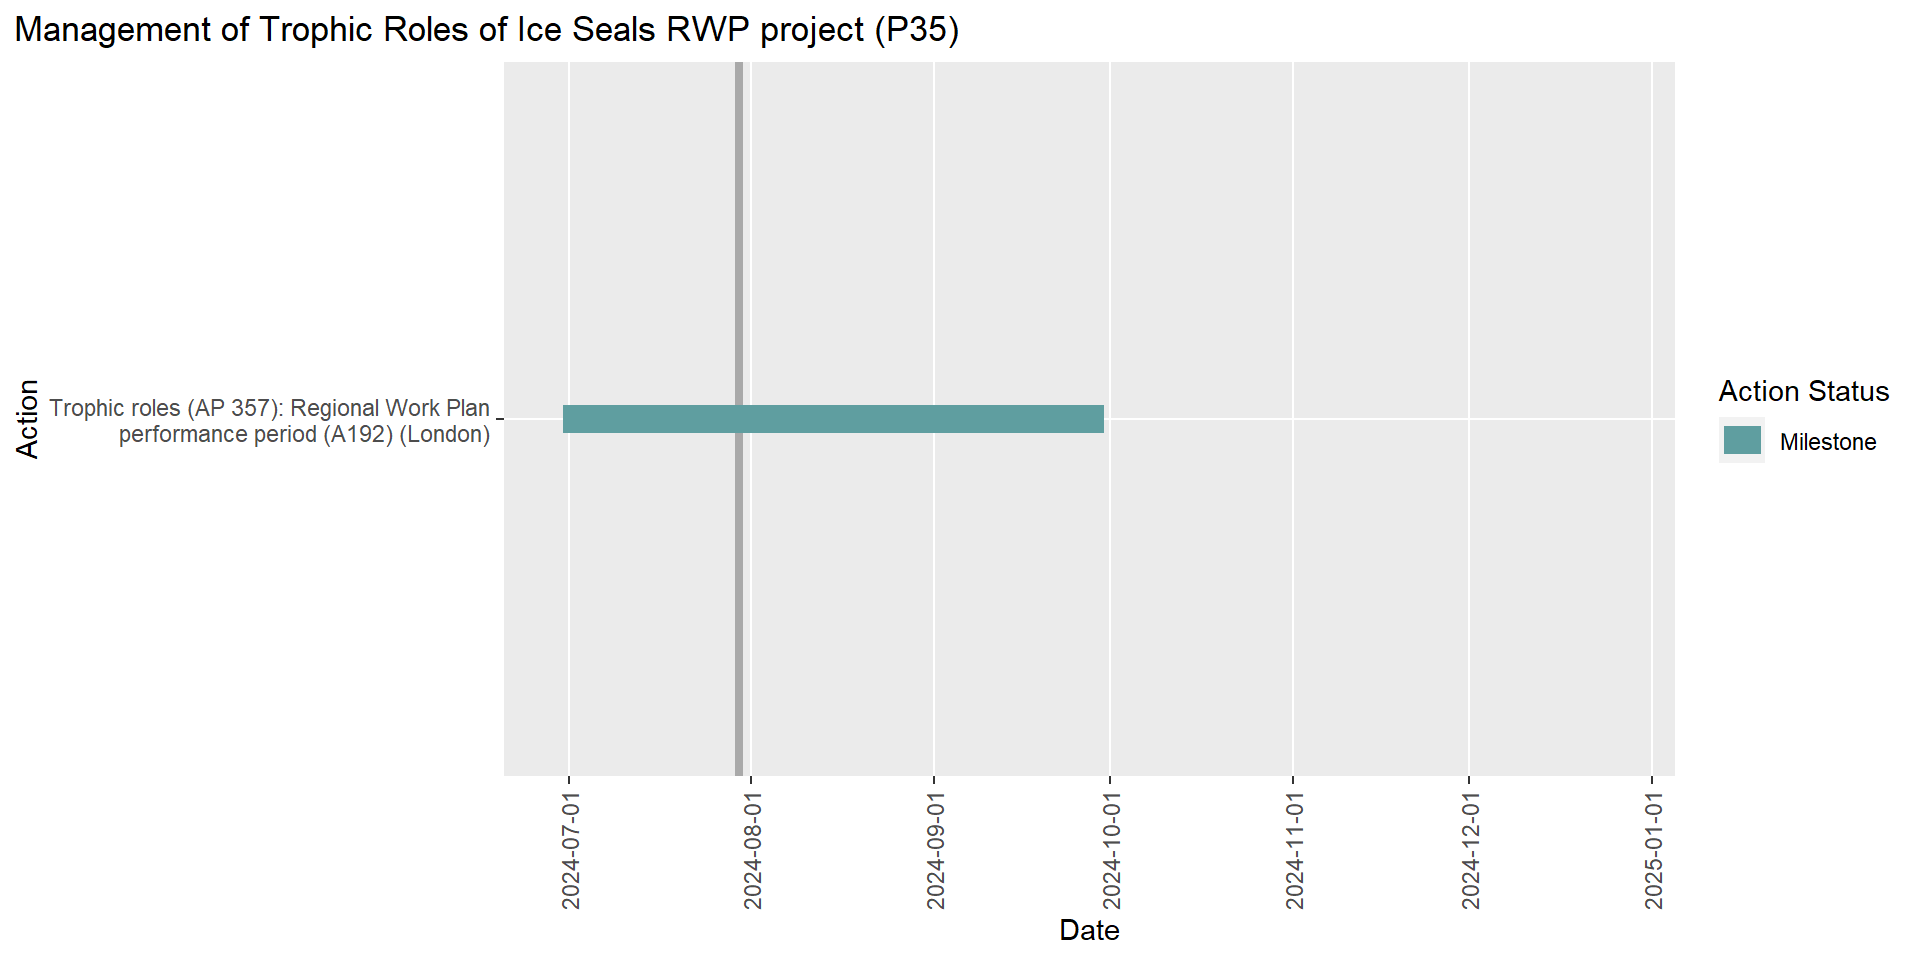 Management of Trophic Roles of Ice Seals RWP project (P35)
Action
Trophic roles (AP 357): Regional Work Plan
performance period (A192) (London)
2024-07-01
2024-08-01
2024-09-01
2024-10-01
2024-11-01
2024-12-01
2025-01-01
Date
Action Status
Milestone